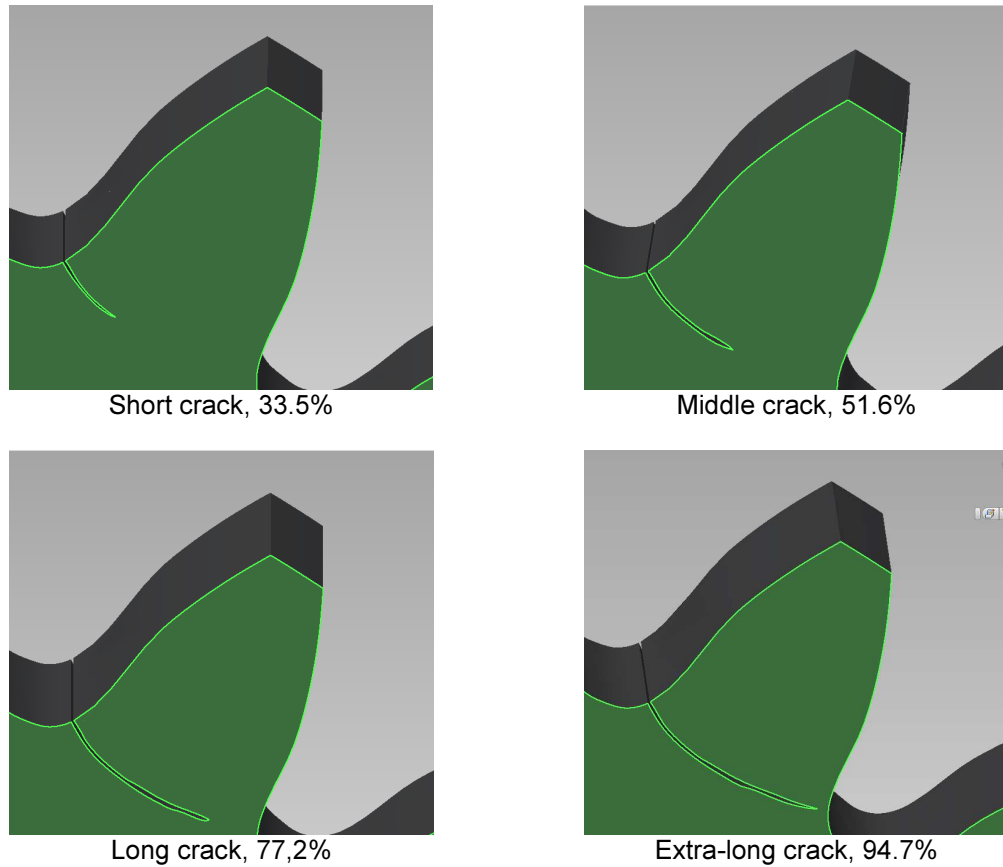 Short crack, 33.5%
Middle crack, 51.6%
Long crack, 77,2%
Extra-long crack, 94.7%